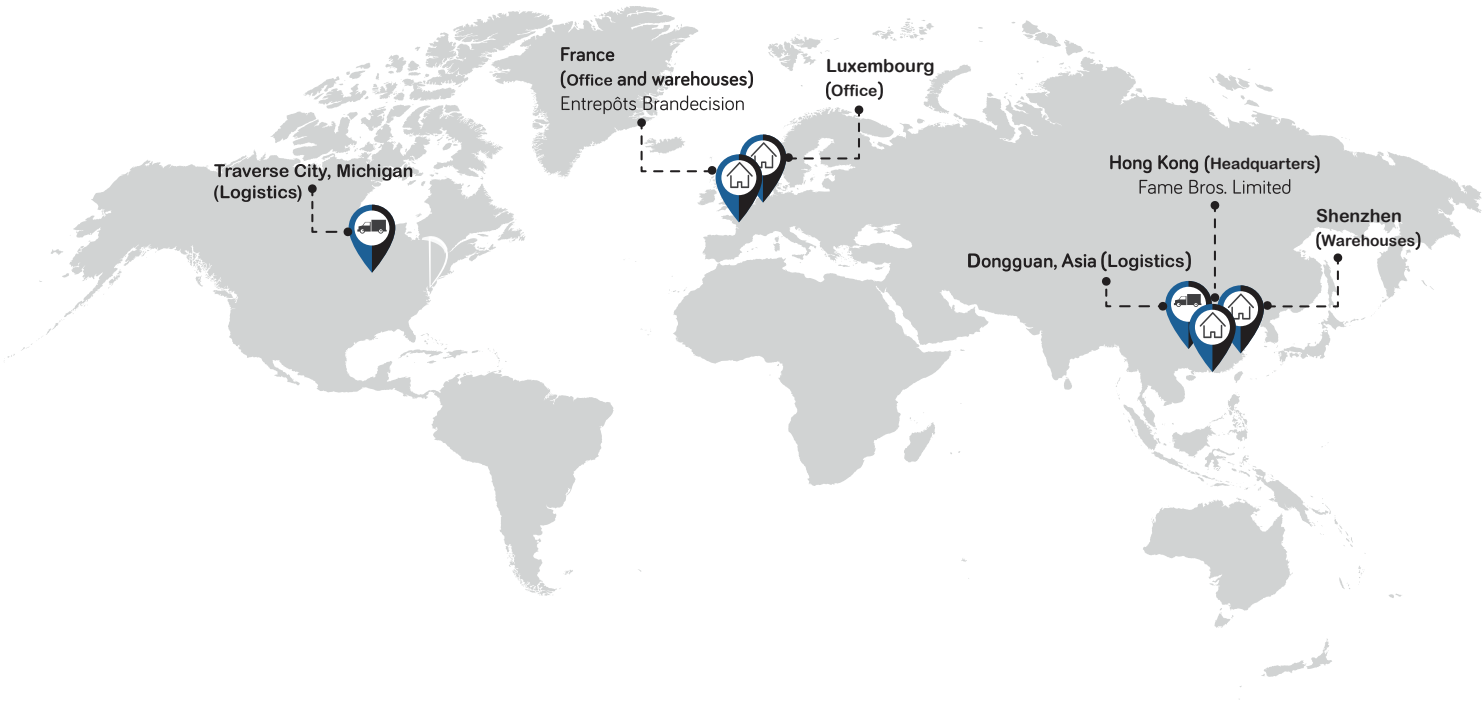 France
(Office and warehouses)
Entrepôts Brandecision
Luxembourg
(Office)
Traverse City, Michigan
(Logistics)
Hong Kong (Headquarters)
Fame Bros. Limited
Shenzhen
(Warehouses)
Dongguan, Asia (Logistics)